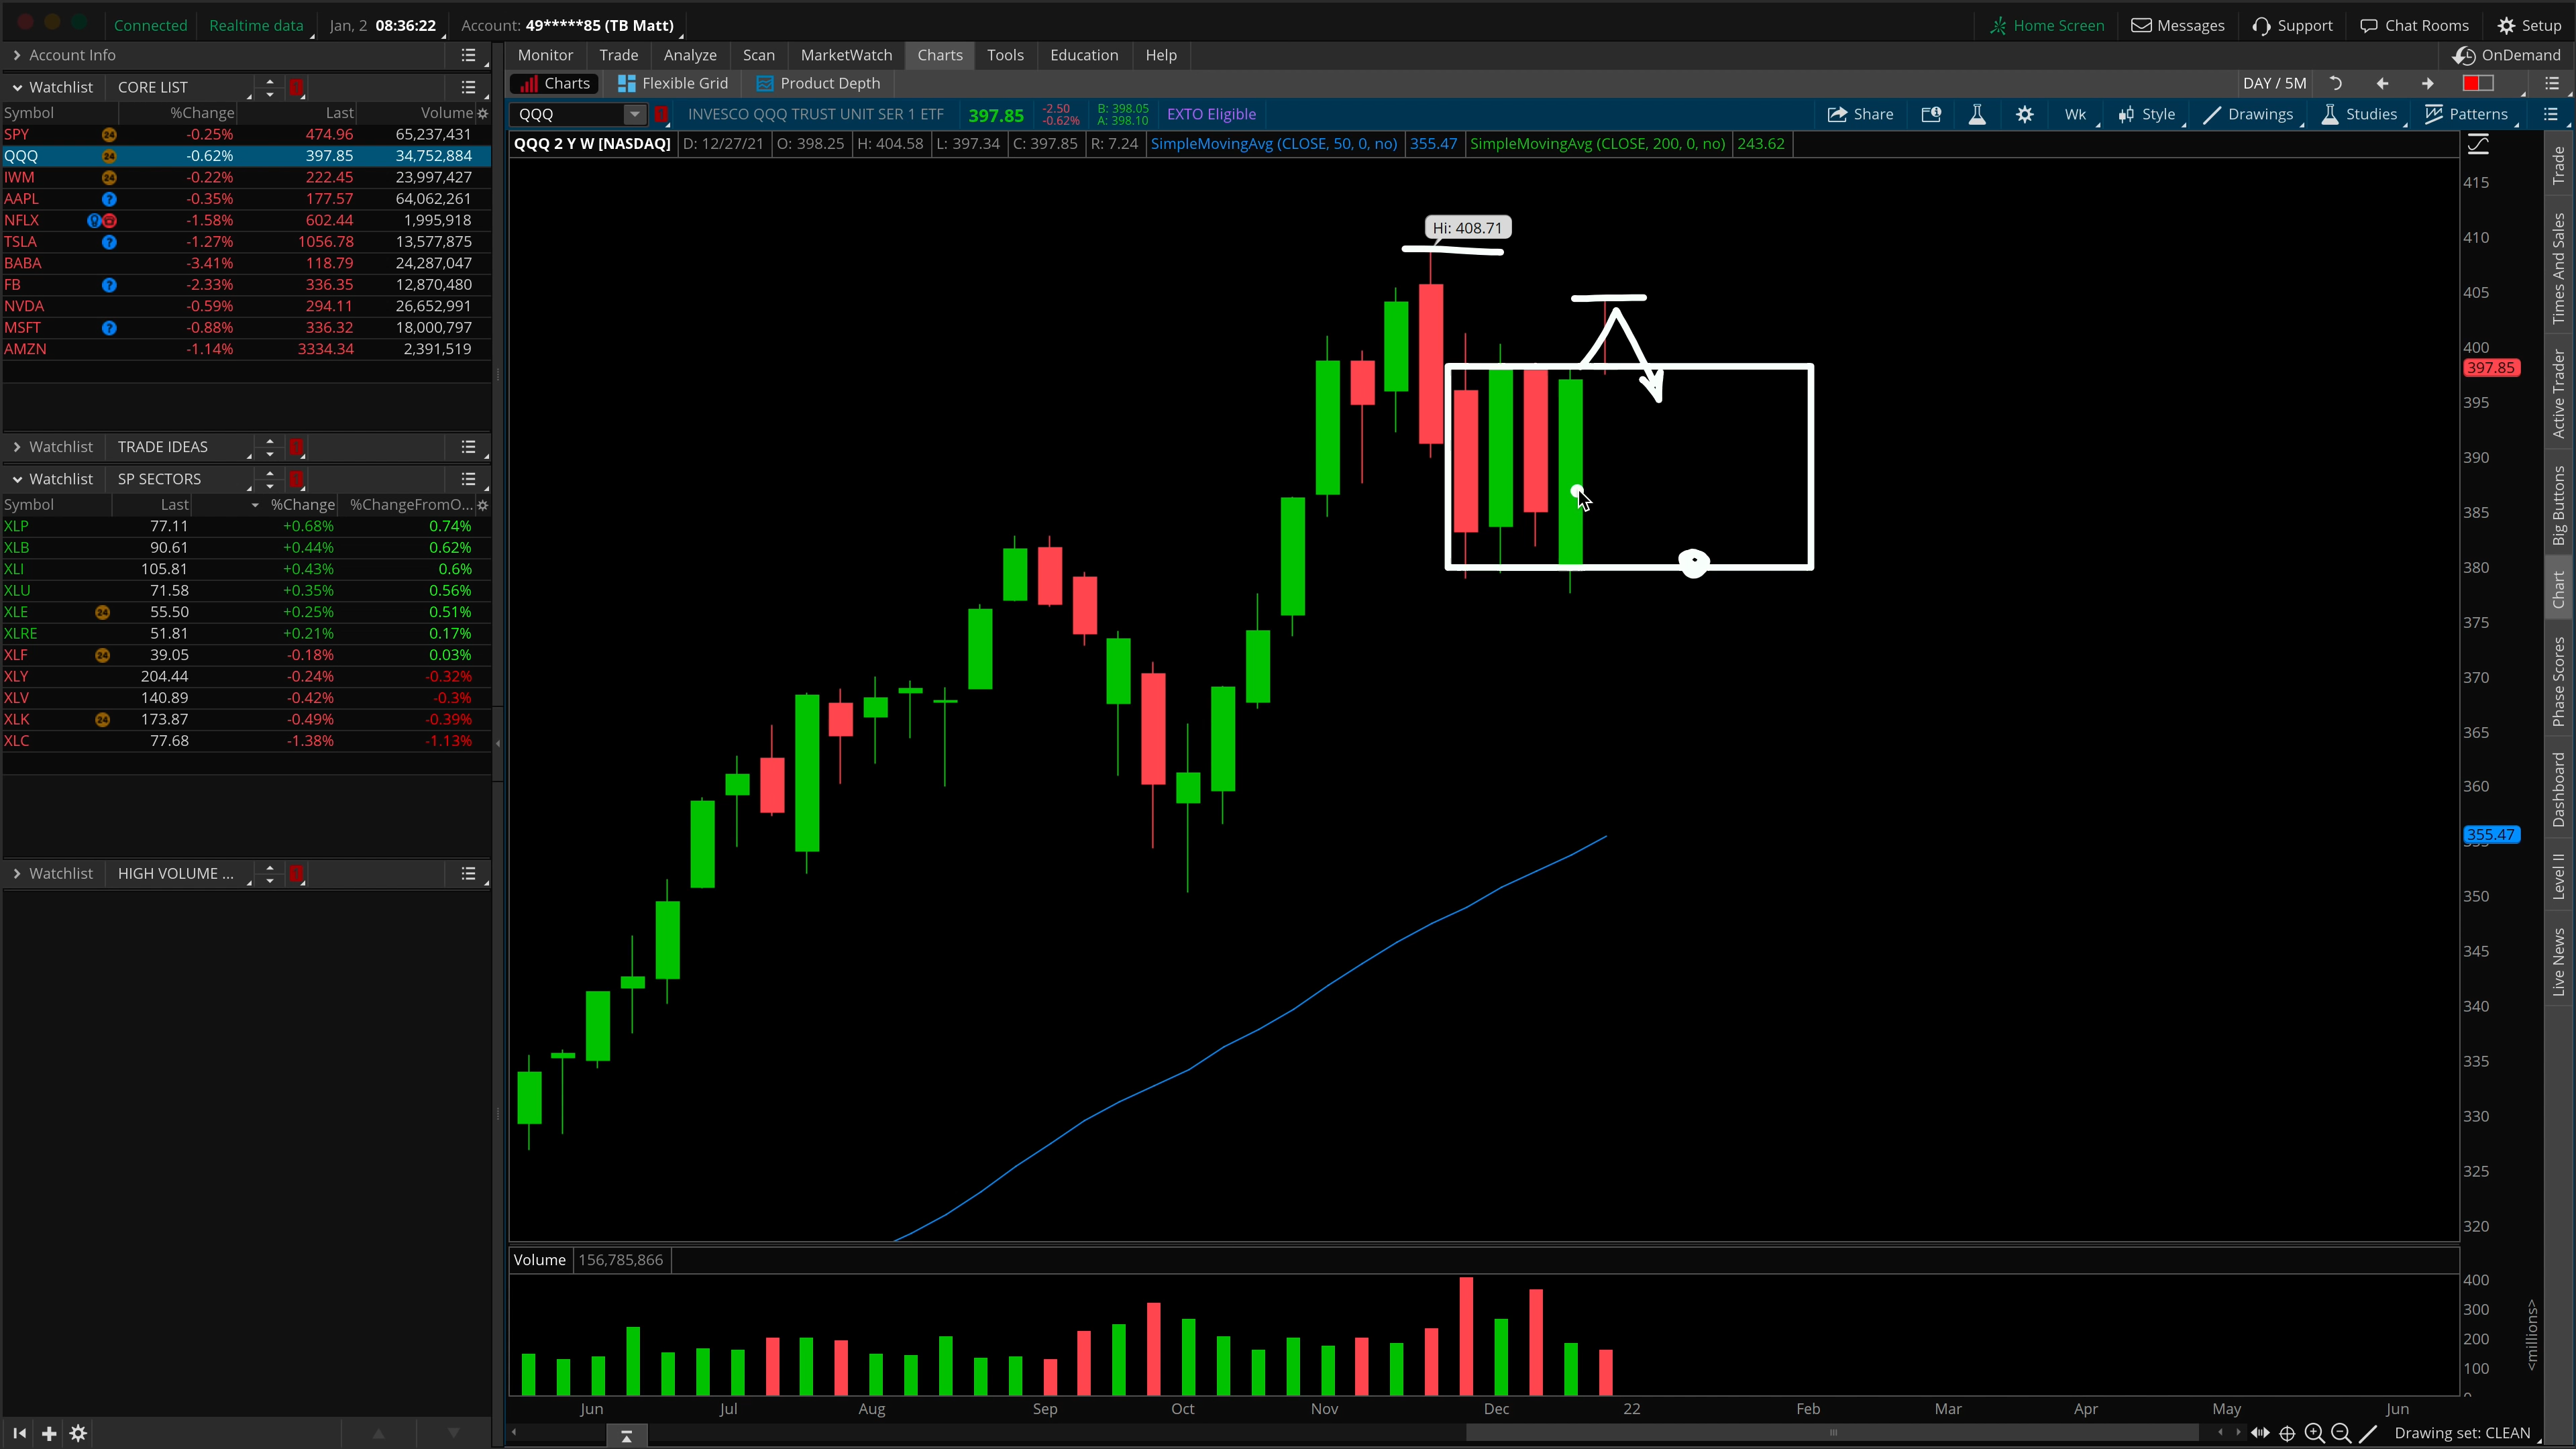 Connected Realtime data Jan, 2 08:36:22 Account: 49*****85 (TB Matt) Home Screen Messages Support Chat Rooms Setup
Account Info Monitor Trade Analyze Scan MarketWatch Charts Tools Education Help OnDemand
Watchlist CORE LIST Charts Flexible Grid Product Depth DAY / 5M
Symbol %Change Last Volume QQQ INVESCO QQQ TRUST UNIT SER 1 ETF 397.85 -2.50 -0.62% B: 398.05 A: 398.10 EXTO Eligible Share Wk Style Drawings Studies Patterns
QQQ 2 Y W [NASDAQ] D: 12/27/21 O: 398.25 H: 404.58 L: 397.34 C: 397.85 R: 7.24 SimpleMovingAvg (CLOSE, 50, 0, no) 355.47 SimpleMovingAvg (CLOSE, 200, 0, no) 243.62
SPY 24 -0.25% 474.96 65,237,431
QQQ 24 -0.62% 397.85 34,752,884
IWM 24 -0.22% 222.45 23,997,427
AAPL ? -0.35% 177.57 64,062,261
NFLX -1.58% 602.44 1,995,918
TSLA ? -1.27% 1056.78 13,577,875
BABA -3.41% 118.79 24,287,047
FB ? -2.33% 336.35 12,870,480
NVDA -0.59% 294.11 26,652,991
MSFT ? -0.88% 336.32 18,000,797
AMZN -1.14% 3334.34 2,391,519
Watchlist TRADE IDEAS
Watchlist SP SECTORS
Symbol Last %Change %ChangeFromO...
XLP 77.11 +0.68% 0.74%
XLB 90.61 +0.44% 0.62%
XLI 105.81 +0.43% 0.6%
XLU 71.58 +0.35% 0.56%
XLE 24 55.50 +0.25% 0.51%
XLRE 51.81 +0.21% 0.17%
XLF 24 39.05 -0.18% 0.03%
XLY 204.44 -0.24% -0.32%
XLV 140.89 -0.42% -0.3%
XLK 24 173.87 -0.49% -0.39%
XLC 77.68 -1.38% -1.13%
Watchlist HIGH VOLUME ...
Hi: 408.71
415
410
405
400
397.85
395
390
385
380
375
370
365
360
355.47
350
345
340
335
330
325
320
Volume 156,785,866
400
300
200
100
<millions>
Jun Jul Aug Sep Oct Nov Dec 22 Feb Mar Apr May Jun
Drawing set: CLEAN
Trade
Times And Sales
Active Trader
Big Buttons
Chart
Phase Scores
Dashboard
Level II
Live News